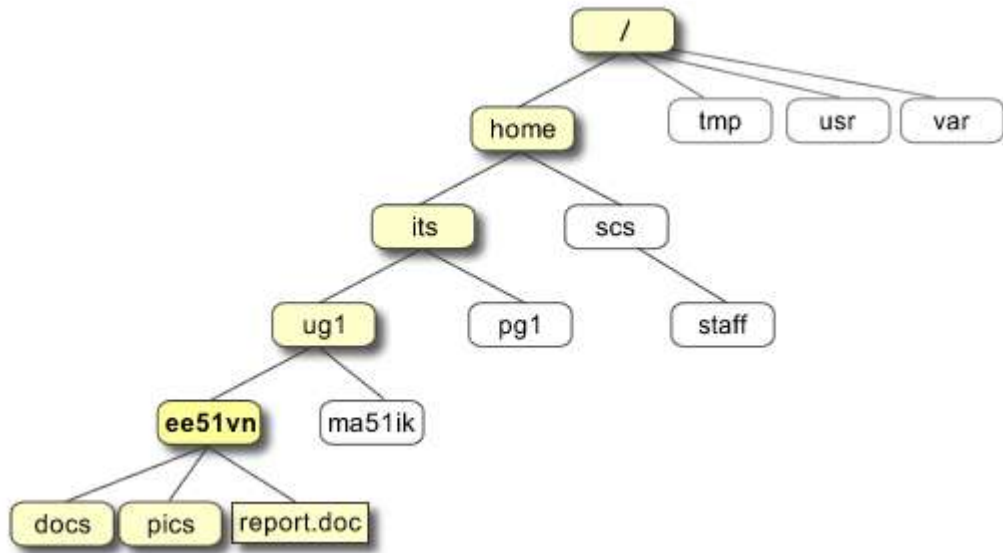 /
home
tmp
usr
var
its
scs
ug1
pg1
staff
ee51vn
ma51ik
docs
pics
report.doc